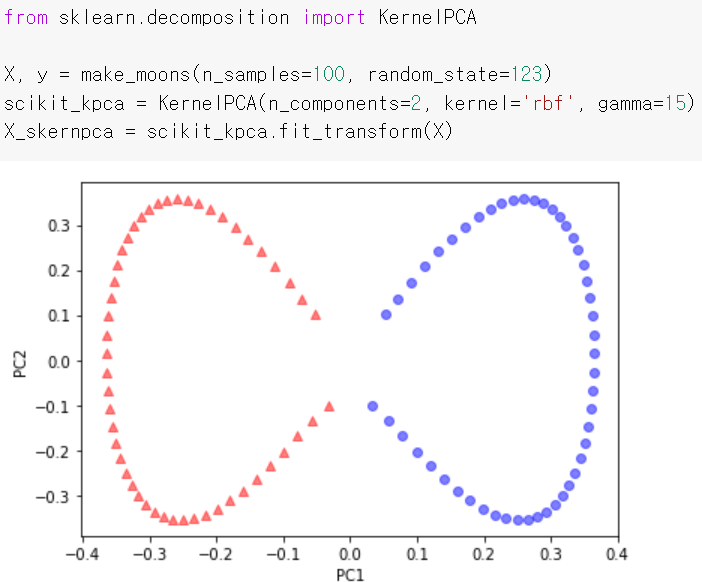 from sklearn.decomposition import KernelPCA
X, y = make_moons(n_samples=100, random_state=123)
scikit_kpca = KernelPCA(n_components=2, kernel='rbf', gamma=15)
X_skernpca = scikit_kpca.fit_transform(X)
0.3
0.2
0.1
0.0
−0.1
−0.2
−0.3
PC2
−0.4 −0.3 −0.2 −0.1 0.0 0.1 0.2 0.3 0.4
PC1